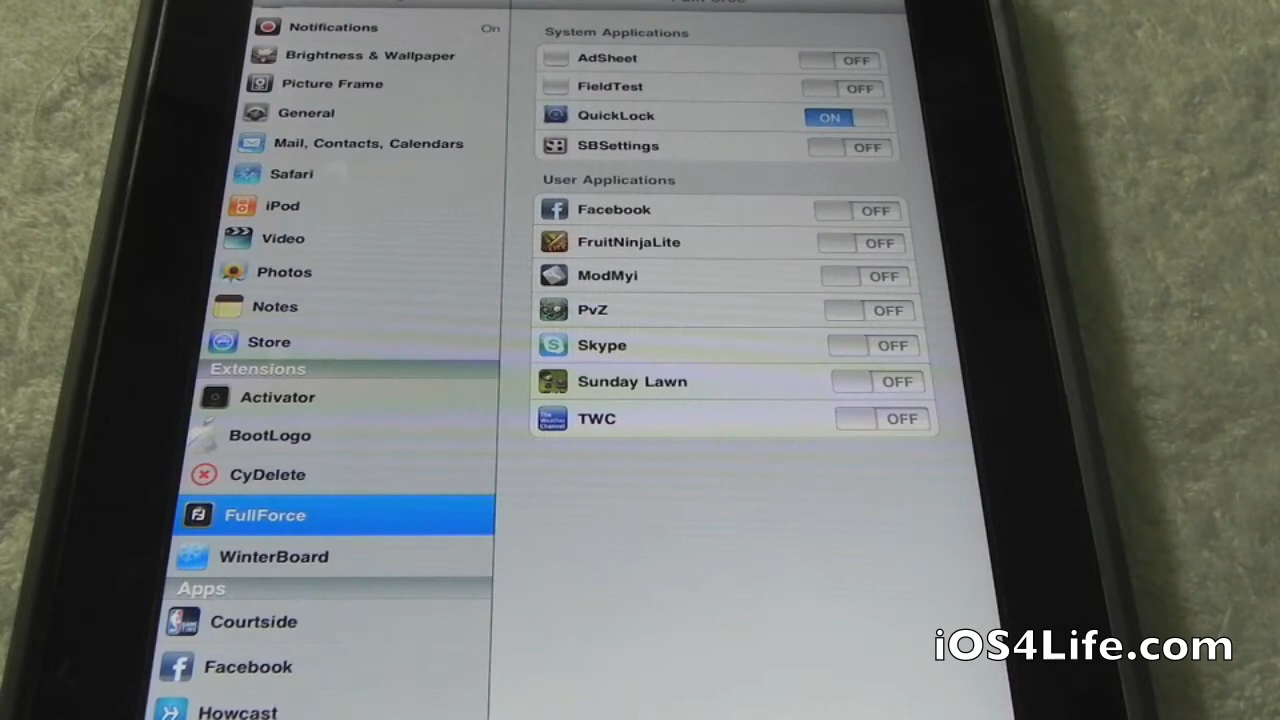 Notifications On
Brightness & Wallpaper
Picture Frame
General
Mail, Contacts, Calendars
Safari
iPod
Video
Photos
Notes
Store
Extensions
Activator
BootLogo
CyDelete
FullForce
WinterBoard
Apps
Courtside
Facebook
Howcast
System Applications
AdSheet OFF
FieldTest OFF
QuickLock ON
SBSettings OFF
User Applications
Facebook OFF
FruitNinjaLite OFF
ModMyi OFF
PvZ OFF
Skype OFF
Sunday Lawn OFF
TWC OFF
iOS4Life.com